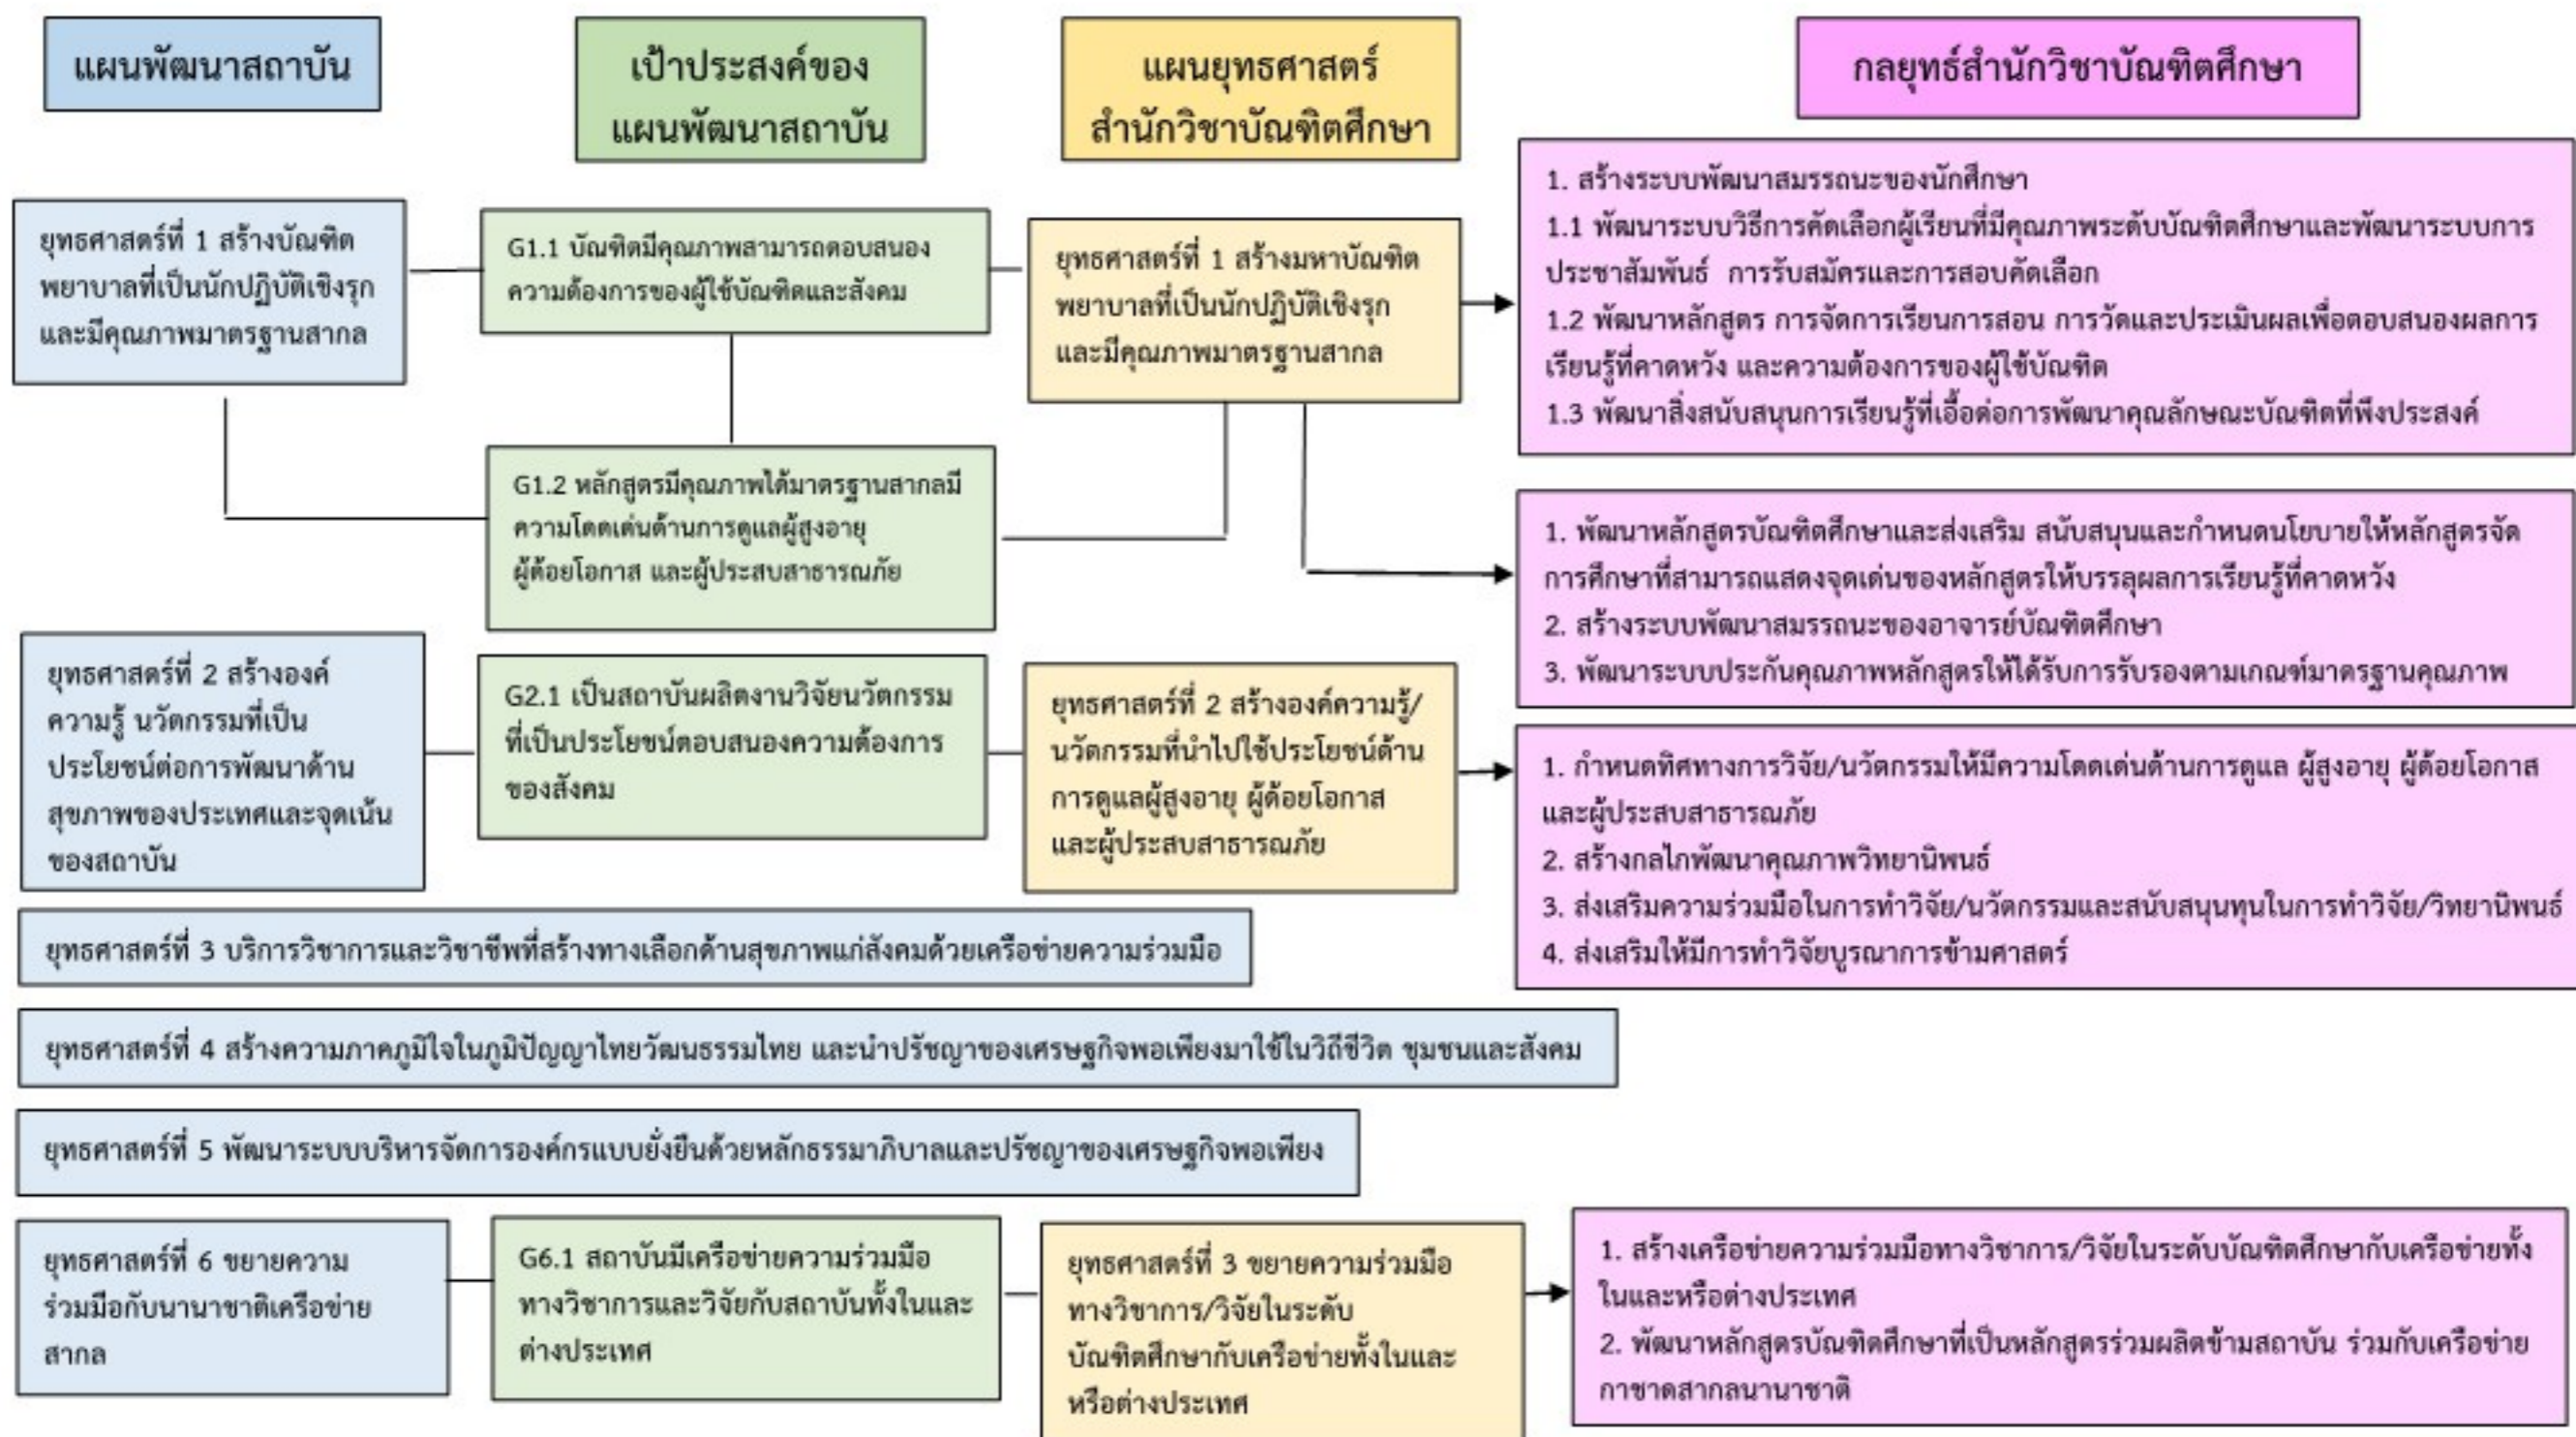 แผนพัฒนาสถาบัน
เป้าประสงค์ของ
แผนพัฒนาสถาบัน
แผนยุทธศาสตร์
สำนักวิชาบัณฑิตศึกษา
กลยุทธ์สำนักวิชาบัณฑิตศึกษา
ยุทธศาสตร์ที่ 1 สร้างบัณฑิต
พยาบาลที่เป็นนักปฏิบัติเชิงรุก
และมีคุณภาพมาตรฐานสากล
G1.1 บัณฑิตมีคุณภาพสามารถตอบสนอง
ความต้องการของผู้ใช้บัณฑิตและสังคม
ยุทธศาสตร์ที่ 1 สร้างมหาบัณฑิต
พยาบาลที่เป็นนักปฏิบัติเชิงรุก
และมีคุณภาพมาตรฐานสากล
1. สร้างระบบพัฒนาสมรรถนะของนักศึกษา
1.1 พัฒนาระบบวิธีการคัดเลือกผู้เรียนที่มีคุณภาพระดับบัณฑิตศึกษาและพัฒนาระบบการ
ประชาสัมพันธ์ การรับสมัครและการสอบคัดเลือก
1.2 พัฒนาหลักสูตร การจัดการเรียนการสอน การวัดและประเมินผลเพื่อตอบสนองผลการ
เรียนรู้ที่คาดหวัง และความต้องการของผู้ใช้บัณฑิต
1.3 พัฒนาสิ่งสนับสนุนการเรียนรู้ที่เอื้อต่อการพัฒนาคุณลักษณะบัณฑิตที่พึงประสงค์
G1.2 หลักสูตรมีคุณภาพได้มาตรฐานสากลมี
ความโดดเด่นด้านการดูแลผู้สูงอายุ
ผู้ด้อยโอกาส และผู้ประสบสาธารณภัย
1. พัฒนาหลักสูตรบัณฑิตศึกษาและส่งเสริม สนับสนุนและกำหนดนโยบายให้หลักสูตรจัด
การศึกษาที่สามารถแสดงจุดเด่นของหลักสูตรให้บรรลุผลการเรียนรู้ที่คาดหวัง
2. สร้างระบบพัฒนาสมรรถนะของอาจารย์บัณฑิตศึกษา
3. พัฒนาระบบประกันคุณภาพหลักสูตรให้ได้รับการรับรองตามเกณฑ์มาตรฐานคุณภาพ
ยุทธศาสตร์ที่ 2 สร้างองค์
ความรู้ นวัตกรรมที่เป็น
ประโยชน์ต่อการพัฒนาด้าน
สุขภาพของประเทศและจุดเน้น
ของสถาบัน
G2.1 เป็นสถาบันผลิตงานวิจัยนวัตกรรม
ที่เป็นประโยชน์ตอบสนองความต้องการ
ของสังคม
ยุทธศาสตร์ที่ 2 สร้างองค์ความรู้/
นวัตกรรมที่นำไปใช้ประโยชน์ด้าน
การดูแลผู้สูงอายุ ผู้ด้อยโอกาส
และผู้ประสบสาธารณภัย
1. กำหนดทิศทางการวิจัย/นวัตกรรมให้มีความโดดเด่นด้านการดูแล ผู้สูงอายุ ผู้ด้อยโอกาส
และผู้ประสบสาธารณภัย
2. สร้างกลไกพัฒนาคุณภาพวิทยานิพนธ์
3. ส่งเสริมความร่วมมือในการทำวิจัย/นวัตกรรมและสนับสนุนทุนในการทำวิจัย/วิทยานิพนธ์
4. ส่งเสริมให้มีการทำวิจัยบูรณาการข้ามศาสตร์
ยุทธศาสตร์ที่ 3 บริการวิชาการและวิชาชีพที่สร้างทางเลือกด้านสุขภาพแก่สังคมด้วยเครือข่ายความร่วมมือ
ยุทธศาสตร์ที่ 4 สร้างความภาคภูมิใจในภูมิปัญญาไทยวัฒนธรรมไทย และนำปรัชญาของเศรษฐกิจพอเพียงมาใช้ในวิถีชีวิต ชุมชนและสังคม
ยุทธศาสตร์ที่ 5 พัฒนาระบบบริหารจัดการองค์กรแบบยั่งยืนด้วยหลักธรรมาภิบาลและปรัชญาของเศรษฐกิจพอเพียง
ยุทธศาสตร์ที่ 6 ขยายความ
ร่วมมือกับนานาชาติเครือข่าย
สากล
G6.1 สถาบันมีเครือข่ายความร่วมมือ
ทางวิชาการและวิจัยกับสถาบันทั้งในและ
ต่างประเทศ
ยุทธศาสตร์ที่ 3 ขยายความร่วมมือ
ทางวิชาการ/วิจัยในระดับ
บัณฑิตศึกษากับเครือข่ายทั้งในและ
หรือต่างประเทศ
1. สร้างเครือข่ายความร่วมมือทางวิชาการ/วิจัยในระดับบัณฑิตศึกษากับเครือข่ายทั้ง
ในและหรือต่างประเทศ
2. พัฒนาหลักสูตรบัณฑิตศึกษาที่เป็นหลักสูตรร่วมผลิตข้ามสถาบัน ร่วมกับเครือข่าย
กาชาดสากลนานาชาติ